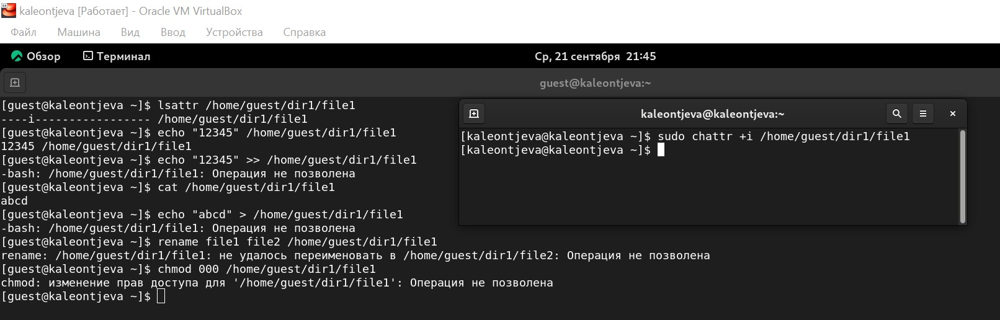 kaleontjeva [Работает] - Oracle VM VirtualBox
Файл Машина Вид Ввод Устройства Справка
Обзор Терминал Ср, 21 сентября 21:45
guest@kaleontjeva:~
[guest@kaleontjeva ~]$ lsattr /home/guest/dir1/file1
----i----------------- /home/guest/dir1/file1
[guest@kaleontjeva ~]$ echo "12345" /home/guest/dir1/file1
12345 /home/guest/dir1/file1
[guest@kaleontjeva ~]$ echo "12345" >> /home/guest/dir1/file1
-bash: /home/guest/dir1/file1: Операция не позволена
[guest@kaleontjeva ~]$ cat /home/guest/dir1/file1
abcd
[guest@kaleontjeva ~]$ echo "abcd" > /home/guest/dir1/file1
-bash: /home/guest/dir1/file1: Операция не позволена
[guest@kaleontjeva ~]$ rename file1 file2 /home/guest/dir1/file1
rename: /home/guest/dir1/file1: не удалось переименовать в /home/guest/dir1/file2: Операция не позволена
[guest@kaleontjeva ~]$ chmod 000 /home/guest/dir1/file1
chmod: изменение прав доступа для '/home/guest/dir1/file1': Операция не позволена
[guest@kaleontjeva ~]$
kaleontjeva@kaleontjeva:~
[kaleontjeva@kaleontjeva ~]$ sudo chattr +i /home/guest/dir1/file1
[kaleontjeva@kaleontjeva ~]$